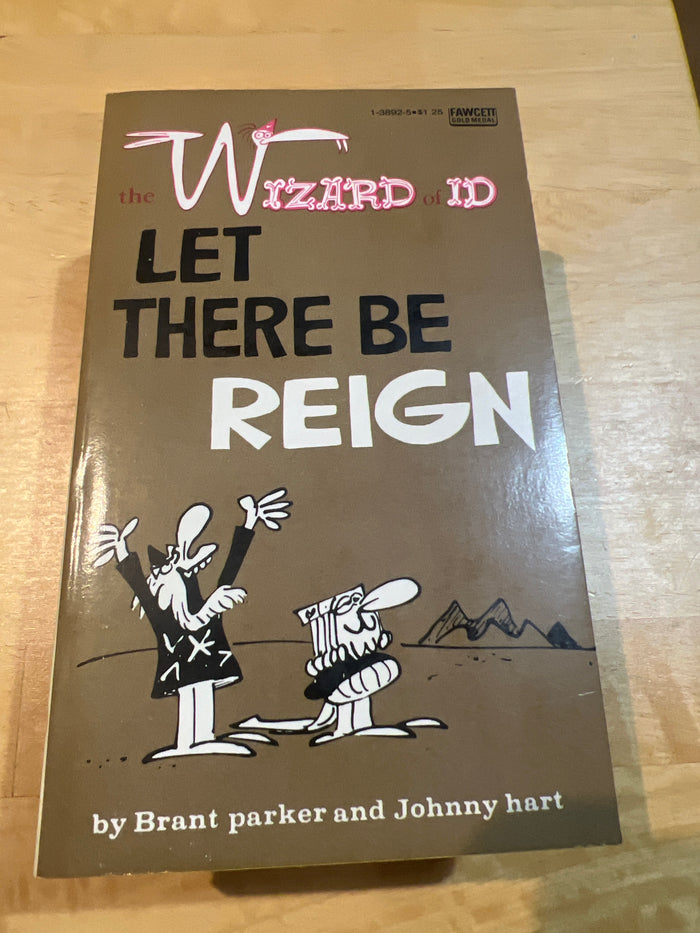 1-3892-5•$1.25 FAWCETT
GOLD MEDAL
the WIZARD of ID
LET
THERE BE
REIGN
by Brant parker and Johnny hart